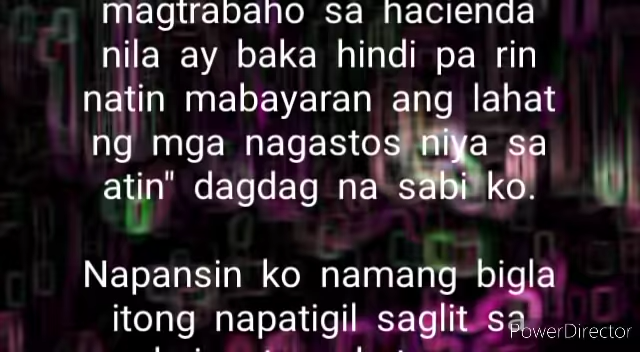 magtrabaho sa hacienda
nila ay baka hindi pa rin
natin mabayaran ang lahat
ng mga nagastos niya sa
atin" dagdag na sabi ko.
Napansin ko namang bigla
itong napatigil saglit sa
PowerDirector